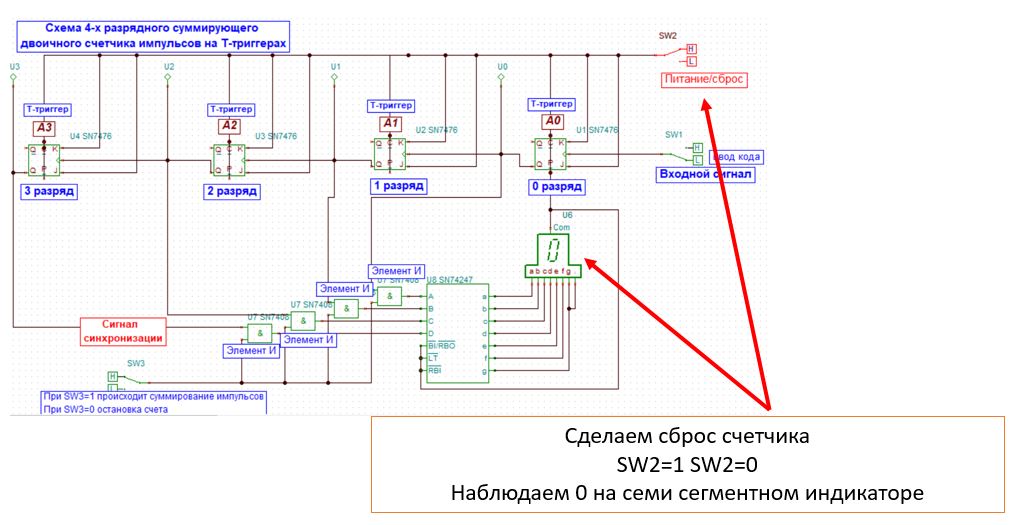 Схема 4-х разрядного суммирующего
двоичного счетчика импульсов на Т-триггерах
SW2
H
L
Питание/сброс
U3
U2
U1
U0
Т-триггер
Т-триггер
Т-триггер
Т-триггер
A3
A2
A1
A0
U4 SN7476
U3 SN7476
U2 SN7476
U1 SN7476
Q C K
Q P J
Q C K
Q P J
Q C K
Q P J
Q C K
Q P J
SW1
H
L
Ввод кода
Входной сигнал
3 разряд
2 разряд
1 разряд
0 разряд
U6
Com
0
a b c d e f g .
Элемент И
U7 SN7408
&
U8 SN74247
Элемент И
U7 SN7408
&
U7 SN7408
&
Элемент И
U7 SN7408
&
Элемент И
A a
B b
C c
D d
BI/RBO e
LT f
RBI g
Сигнал
синхронизации
SW3
H
L
При SW3=1 происходит суммирование импульсов
При SW3=0 остановка счета
Сделаем сброс счетчика
SW2=1 SW2=0
Наблюдаем 0 на семи сегментном индикаторе